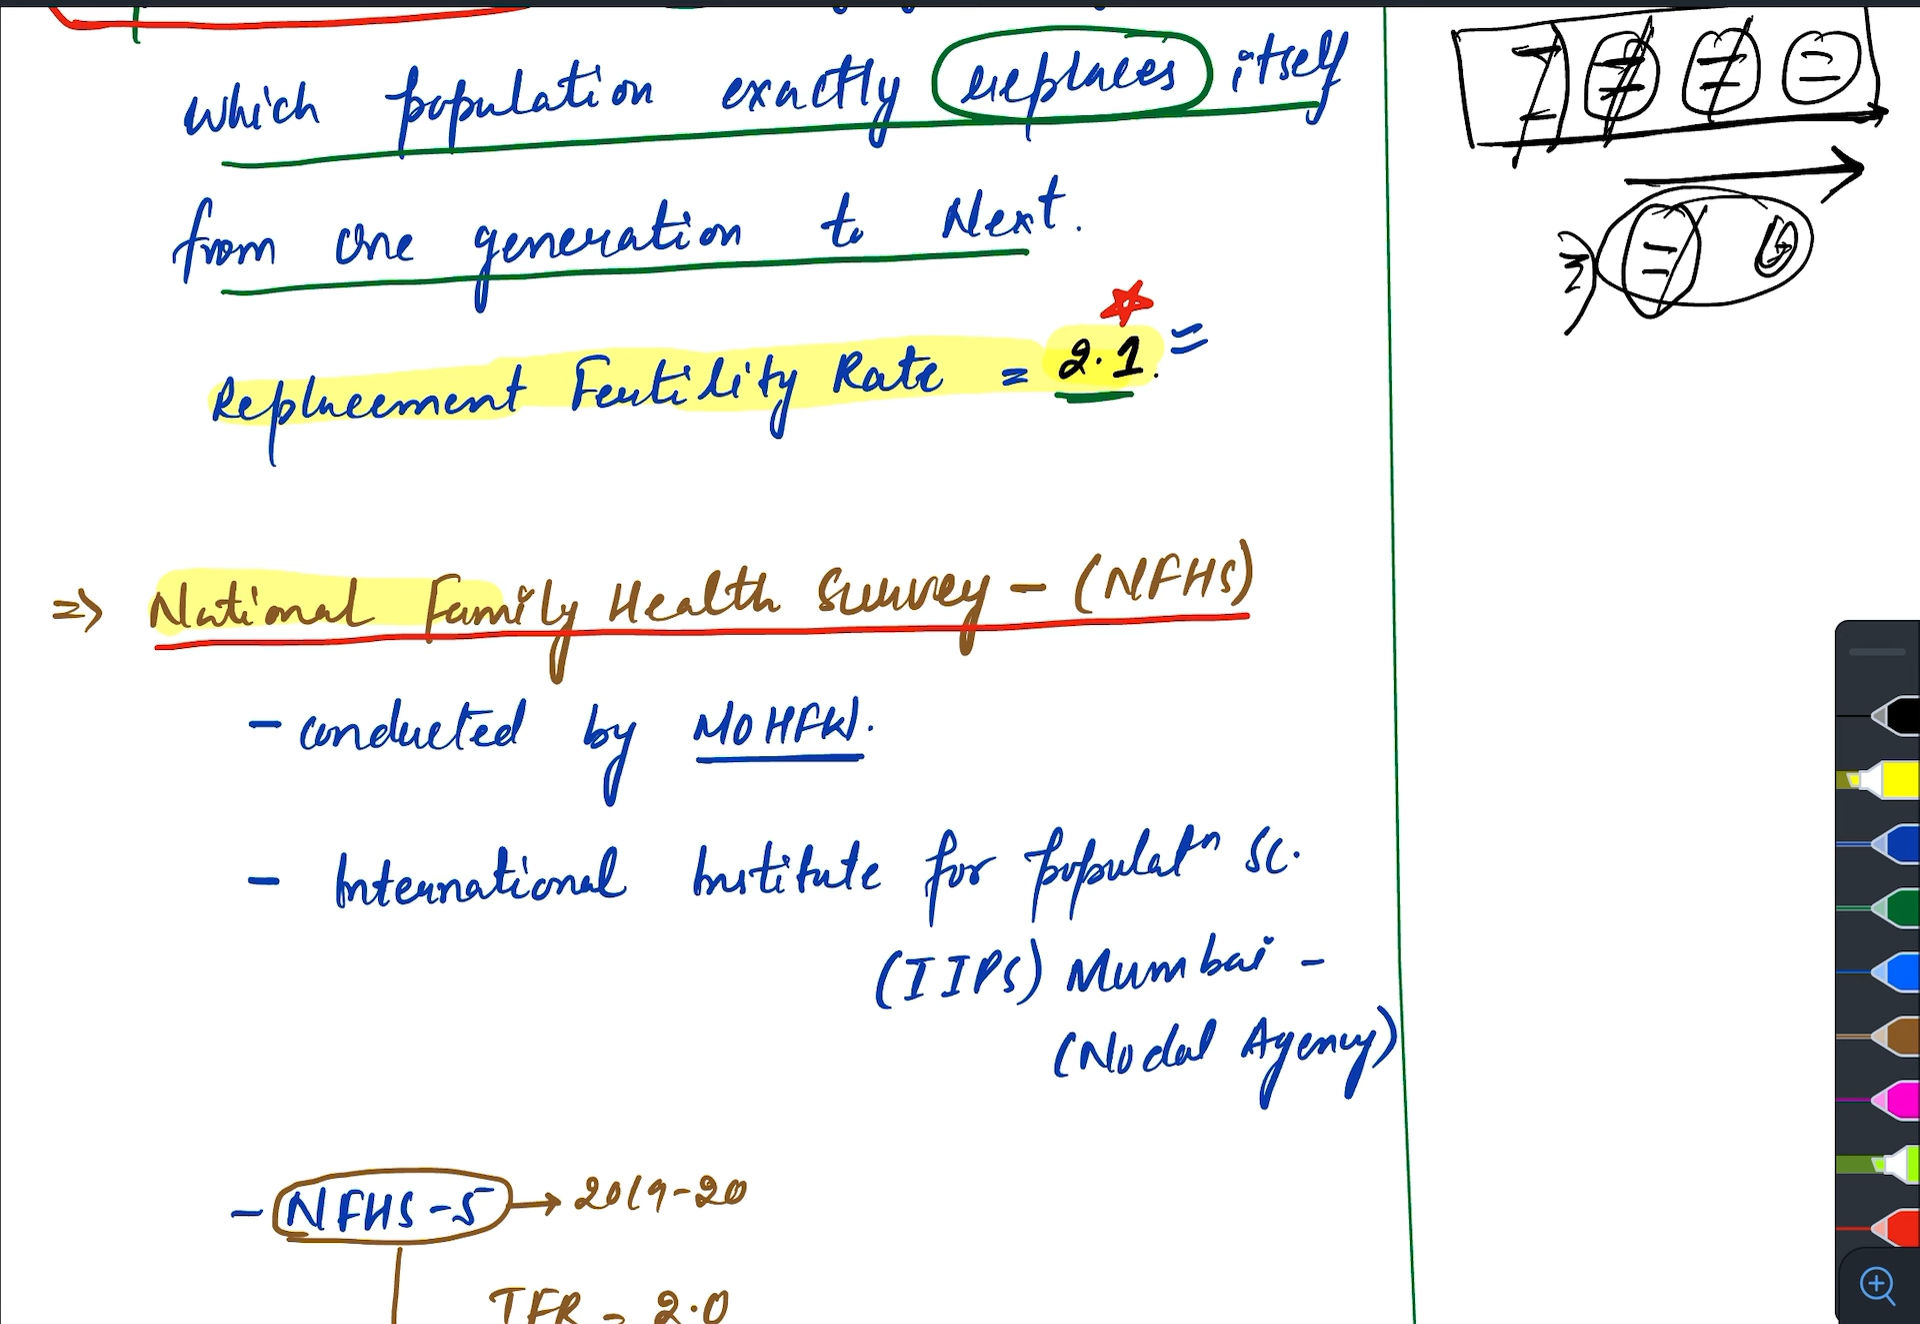 which population exactly replaces itself
from one generation to Next.
Replacement Fertility Rate = 2.1. =
=> National Family Health Survey - (NFHS)
- conducted by MOHFW.
- International Institute for populatn sc.
(IIPS) Mumbai -
(Nodal Agency)
- NFHS-5 → 2019-20
TFR - 2.0